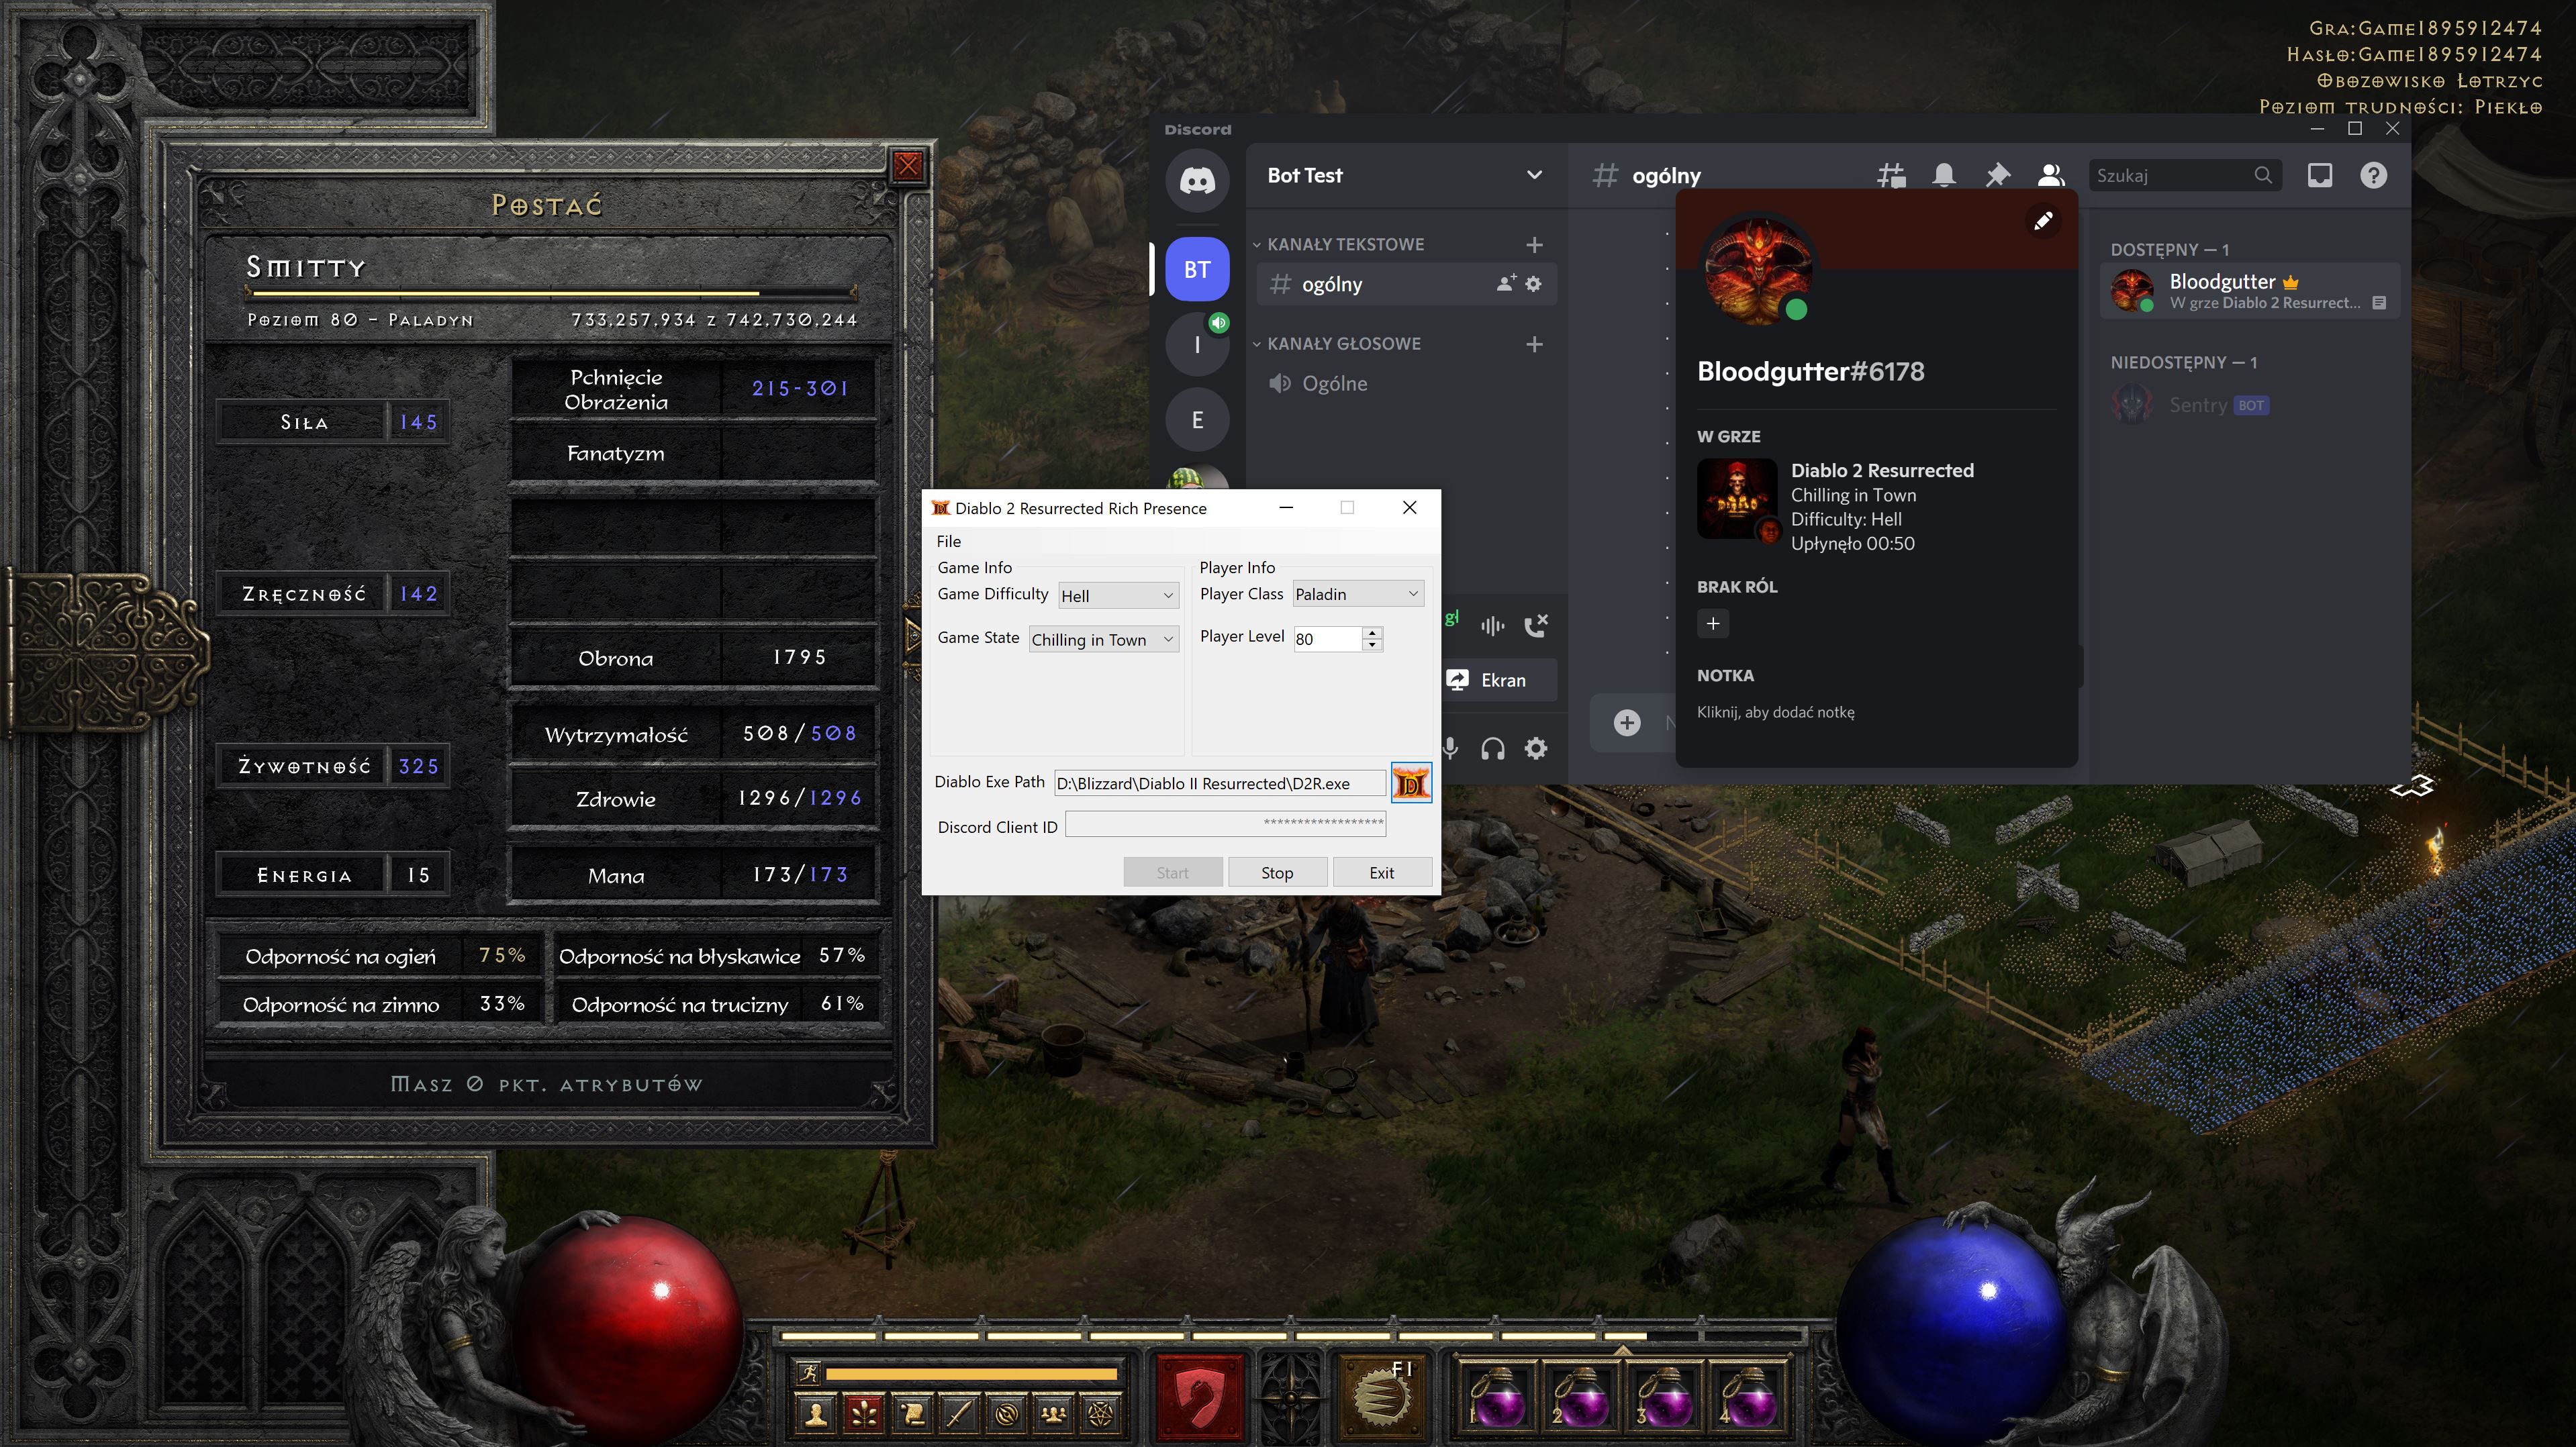 Gra:Game1895912474
Hasło:Game1895912474
Obozowisko Łotrzyc
Poziom trudności: Piekło
Postać
Smitty
Poziom 80 - Paladyn
733,257,934 z 742,730,244
Siła
145
Pchnięcie
Obrażenia
215-301
Fanatyzm
Zręczność
142
Obrona
1795
Wytrzymałość
508/508
Żywotność
325
Zdrowie
1296/1296
Energia
15
Mana
173/173
Odporność na ogień
75%
Odporność na błyskawice
57%
Odporność na zimno
33%
Odporność na trucizny
61%
Masz 0 pkt. atrybutów
Discord
Bot Test
ogólny
Szukaj
BT
I
E
KANAŁY TEKSTOWE
ogólny
KANAŁY GŁOSOWE
Ogólne
gł
Ekran
N
Bloodgutter#6178
W GRZE
Diablo 2 Resurrected
Chilling in Town
Difficulty: Hell
Upłynęło 00:50
BRAK RÓL
NOTKA
Kliknij, aby dodać notkę
DOSTĘPNY — 1
Bloodgutter
W grze Diablo 2 Resurrect...
NIEDOSTĘPNY — 1
Sentry BOT
Diablo 2 Resurrected Rich Presence
File
Game Info
Game Difficulty
Hell
Game State
Chilling in Town
Player Info
Player Class
Paladin
Player Level
80
Diablo Exe Path
D:\Blizzard\Diablo II Resurrected\D2R.exe
Discord Client ID
******************
Start
Stop
Exit
F1
1
2
3
4